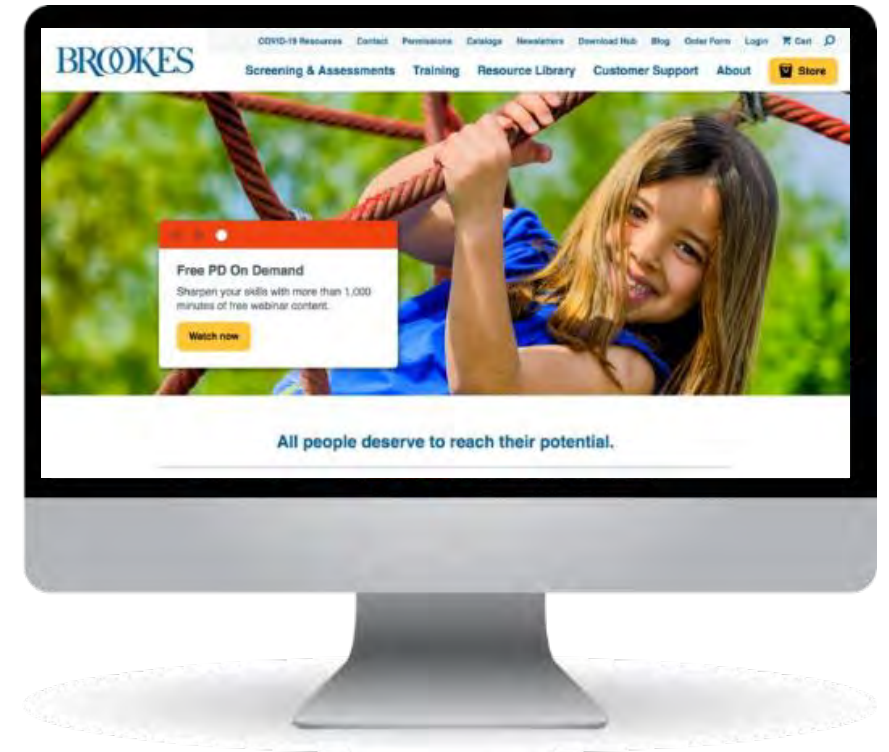 COVID-19 Resources Contact Permissions Catalogs Newsletters Download Hub Blog Order Form Login Cart
BROOKES
Screening & Assessments Training Resource Library Customer Support About Store
Free PD On Demand
Sharpen your skills with more than 1,000
minutes of free webinar content.
Watch now
All people deserve to reach their potential.